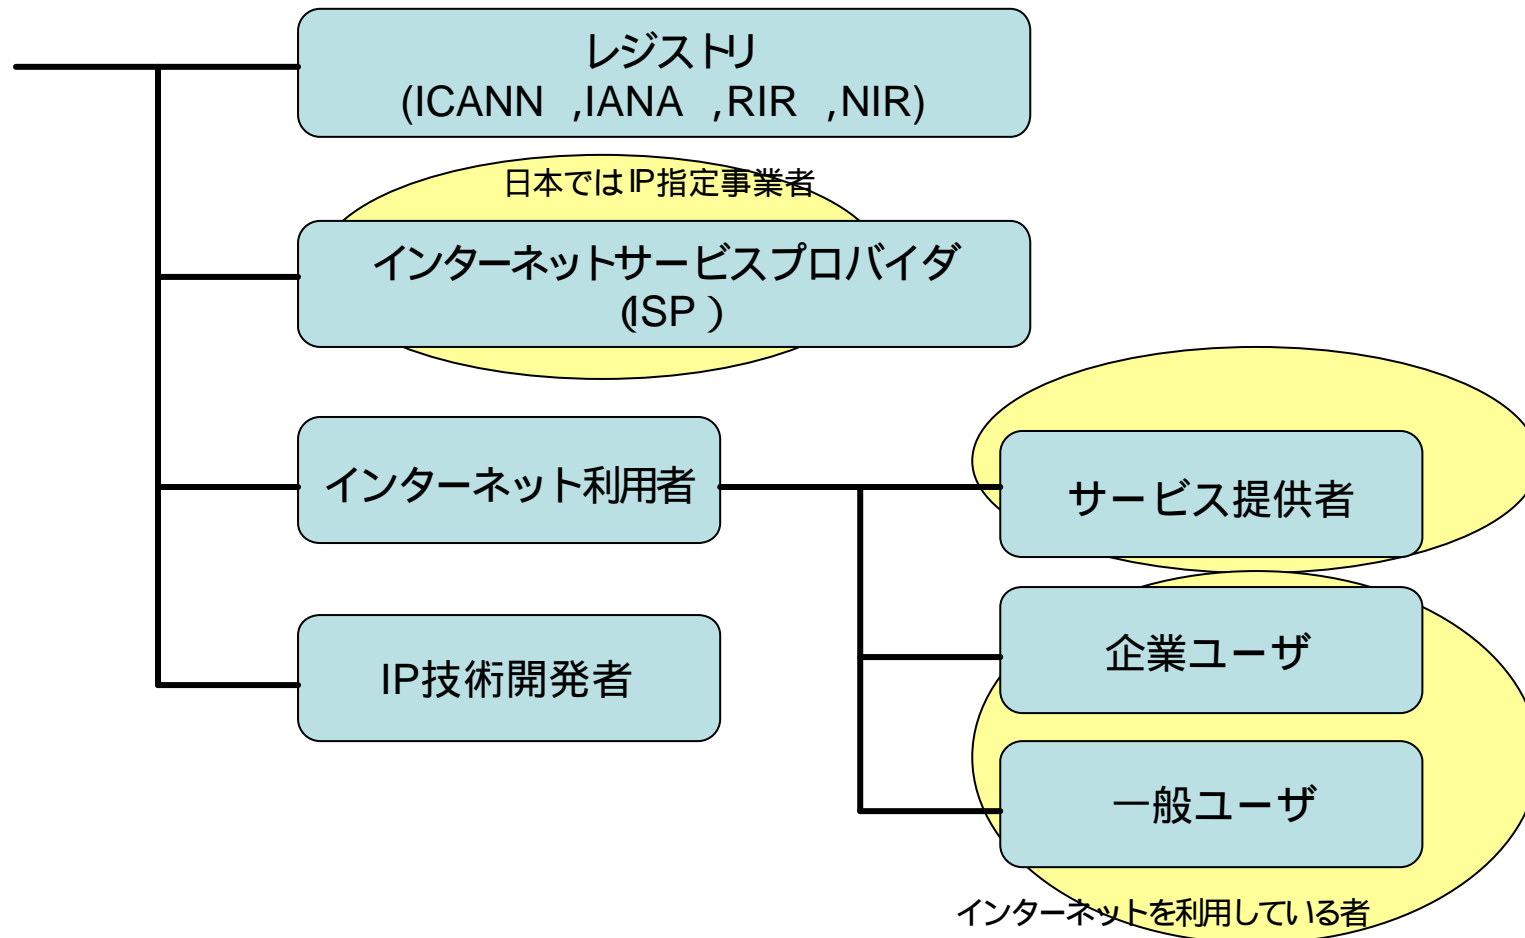 レジストリ
(ICANN ,IANA ,RIR ,NIR)
日本ではIP指定事業者
インターネットサービスプロバイダ
(ISP)
インターネット利用者
サービス提供者
企業ユーザ
IP技術開発者
一般ユーザ
インターネットを利用している者